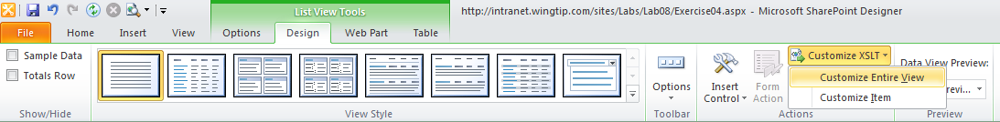 List View Tools
http://intranet.wingtip.com/sites/Labs/Lab08/Exercise04.aspx - Microsoft SharePoint Designer
File Home Insert View Options Design Web Part Table
Sample Data
Totals Row
Show/Hide
View Style
Options
Toolbar
Insert Control
Form Action
Customize XSLT
Customize Entire View
Customize Item
Actions
Data View Preview:
Preview